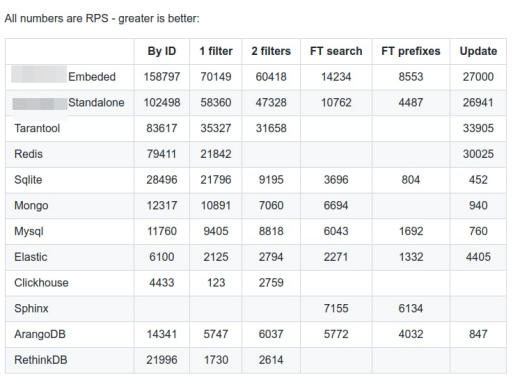 All numbers are RPS - greater is better:
By ID 1 filter 2 filters FT search FT prefixes Update
Embeded 158797 70149 60418 14234 8553 27000
Standalone 102498 58360 47328 10762 4487 26941
Tarantool 83617 35327 31658 33905
Redis 79411 21842 30025
Sqlite 28496 21796 9195 3696 804 452
Mongo 12317 10891 7060 6694 940
Mysql 11760 9405 8818 6043 1692 760
Elastic 6100 2125 2794 2271 1332 4405
Clickhouse 4433 123 2759
Sphinx 7155 6134
ArangoDB 14341 5747 6037 5772 4032 847
RethinkDB 21996 1730 2614